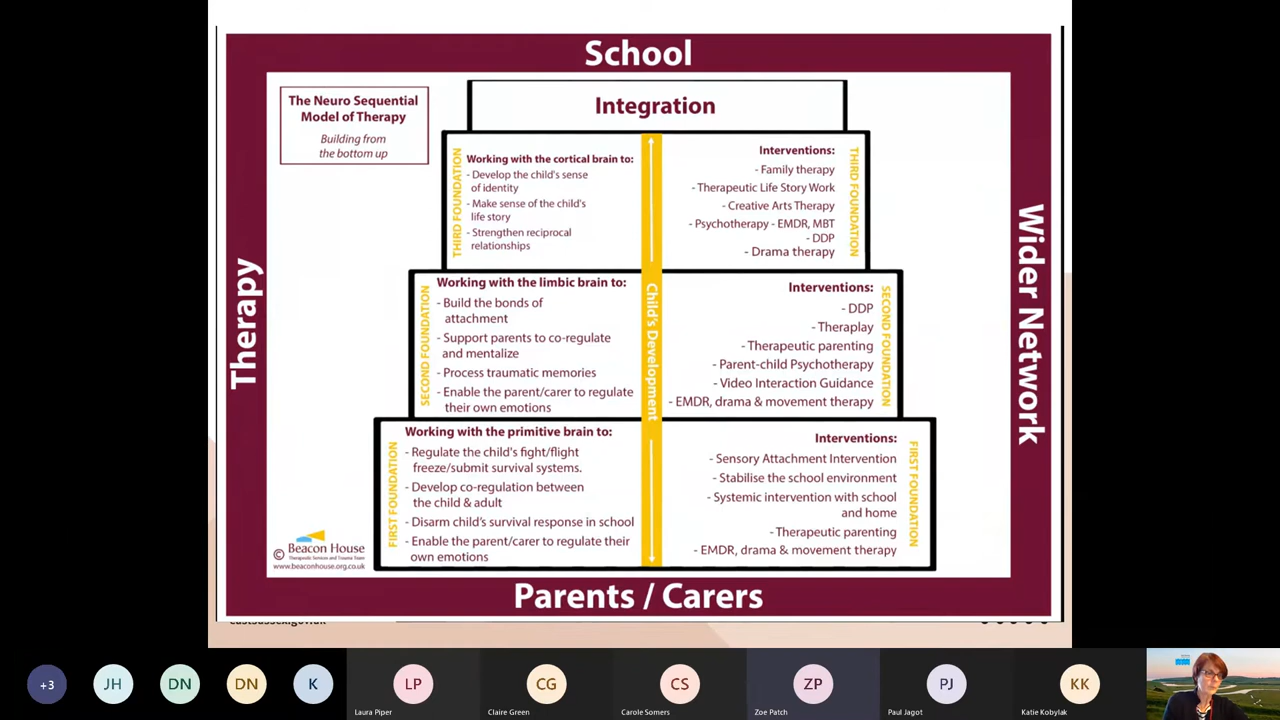 School
The Neuro Sequential
Model of Therapy
Building from
the bottom up
Integration
THIRD FOUNDATION
Working with the cortical brain to:
- Develop the child's sense
of identity
- Make sense of the child's
life story
- Strengthen reciprocal
relationships
Interventions:
- Family therapy
- Therapeutic Life Story Work
- Creative Arts Therapy
- Psychotherapy - EMDR, MBT
- DDP
- Drama therapy
THIRD FOUNDATION
SECOND FOUNDATION
Working with the limbic brain to:
- Build the bonds of
attachment
- Support parents to co-regulate
and mentalize
- Process traumatic memories
- Enable the parent/carer to regulate
their own emotions
Child's Development
Interventions:
- DDP
- Theraplay
- Therapeutic parenting
- Parent-child Psychotherapy
- Video Interaction Guidance
- EMDR, drama & movement therapy
SECOND FOUNDATION
FIRST FOUNDATION
Working with the primitive brain to:
- Regulate the child's fight/flight
freeze/submit survival systems.
- Develop co-regulation between
the child & adult
- Disarm child's survival response in school
- Enable the parent/carer to regulate their
own emotions
Interventions:
- Sensory Attachment Intervention
- Stabilise the school environment
- Systemic intervention with school
and home
- Therapeutic parenting
- EMDR, drama & movement therapy
FIRST FOUNDATION
Therapy
Wider Network
© Beacon House
Therapeutic Services and Trauma Team
www.beaconhouse.org.uk
Parents / Carers
eastsussex.gov.uk
+3
JH
DN
DN
K
LP
Laura Piper
CG
Claire Green
CS
Carole Somers
ZP
Zoe Patch
PJ
Paul Jagot
KK
Katie Kobylak